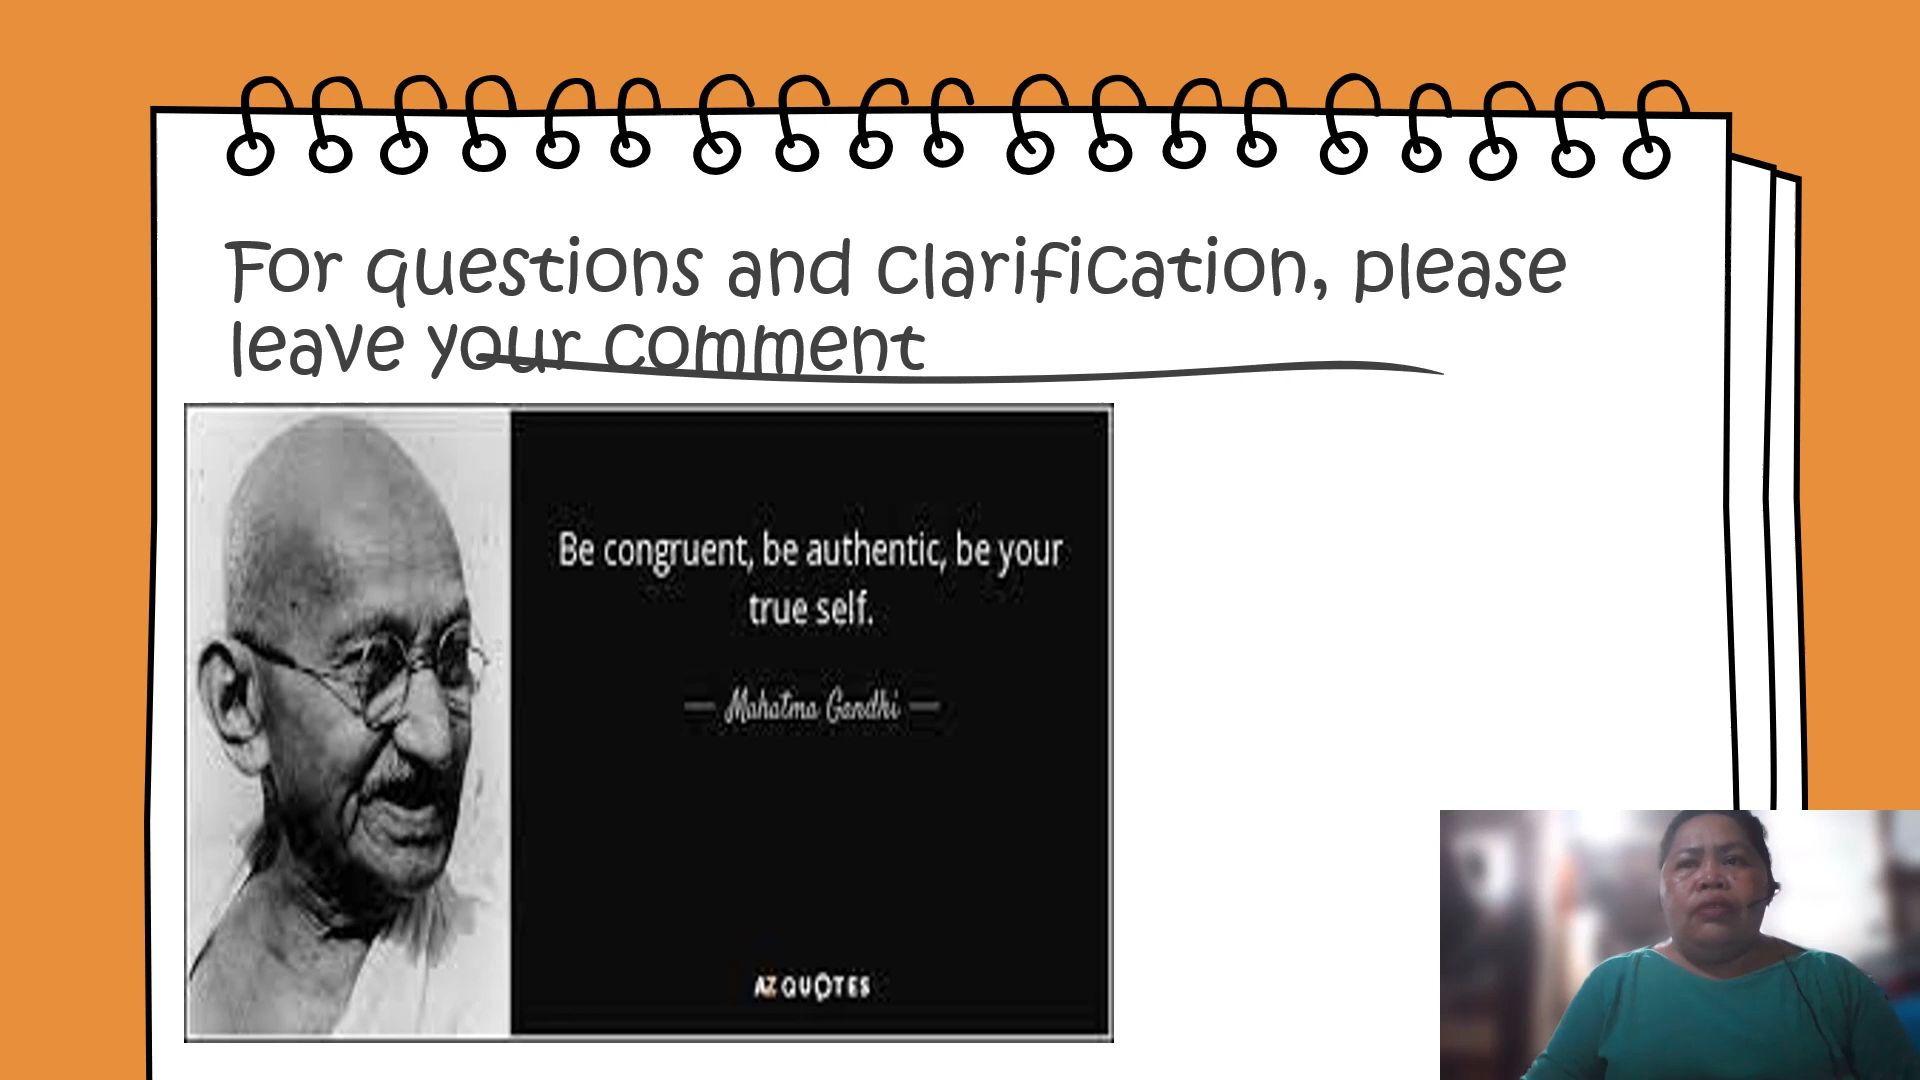 For questions and clarification, please
leave your comment
Be congruent, be authentic, be your
true self.
— Mahatma Gandhi —
AZ QUOTES